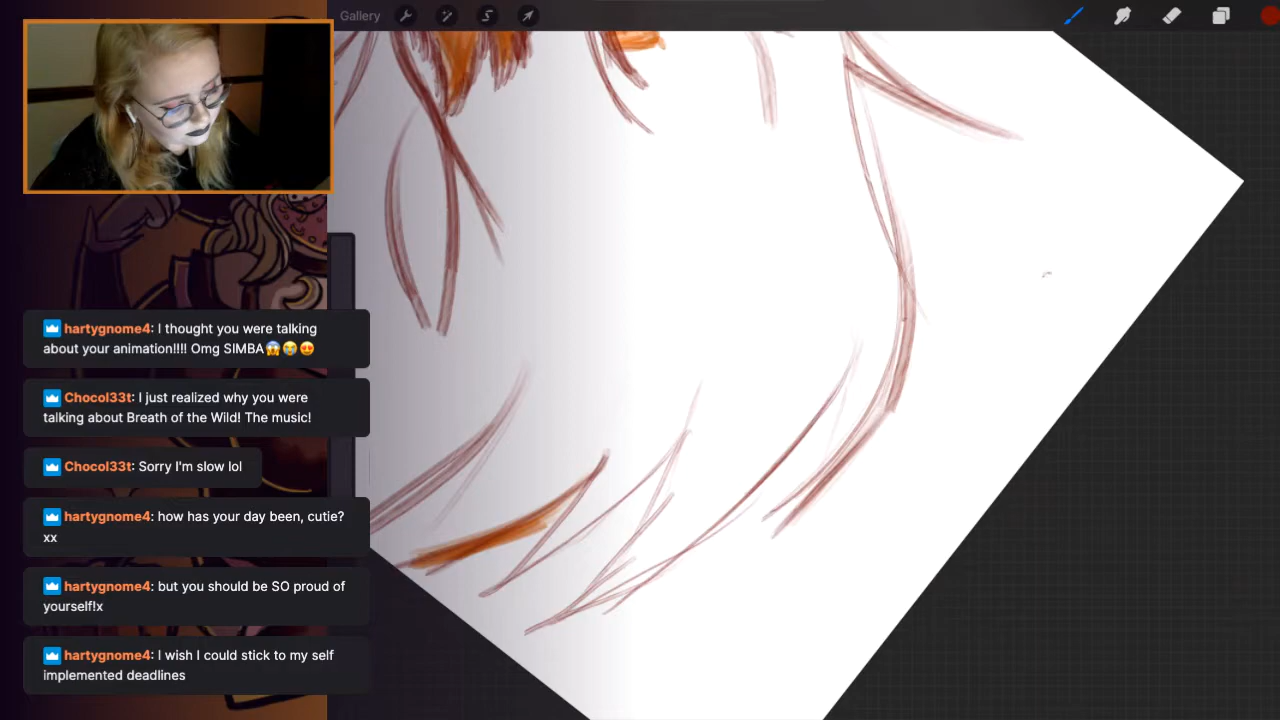 Gallery
hartygnome4: I thought you were talking
about your animation!!!! Omg SIMBA😱😭😍
Chocol33t: I just realized why you were
talking about Breath of the Wild! The music!
Chocol33t: Sorry I'm slow lol
hartygnome4: how has your day been, cutie?
xx
hartygnome4: but you should be SO proud of
yourself!x
hartygnome4: I wish I could stick to my self
implemented deadlines